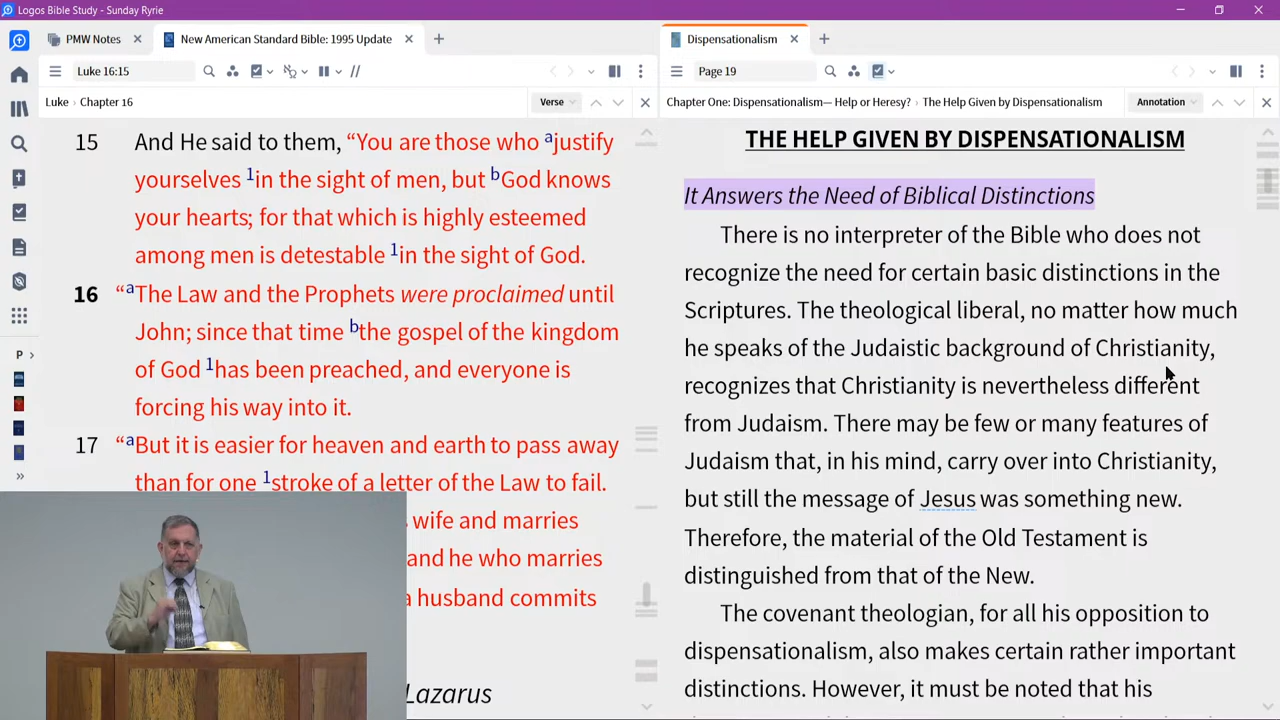 Logos Bible Study - Sunday Ryrie
PMW Notes
New American Standard Bible: 1995 Update
Luke 16:15
Luke › Chapter 16
Verse
15 And He said to them, “You are those who ajustify
yourselves 1in the sight of men, but bGod knows
your hearts; for that which is highly esteemed
among men is detestable 1in the sight of God.
16 “aThe Law and the Prophets were proclaimed until
John; since that time bthe gospel of the kingdom
of God 1has been preached, and everyone is
forcing his way into it.
17 “aBut it is easier for heaven and earth to pass away
than for one 1stroke of a letter of the Law to fail.
wife and marries
and he who marries
a husband commits
Lazarus
P
Dispensationalism
Page 19
Chapter One: Dispensationalism— Help or Heresy? › The Help Given by Dispensationalism
Annotation
THE HELP GIVEN BY DISPENSATIONALISM
It Answers the Need of Biblical Distinctions
There is no interpreter of the Bible who does not
recognize the need for certain basic distinctions in the
Scriptures. The theological liberal, no matter how much
he speaks of the Judaistic background of Christianity,
recognizes that Christianity is nevertheless different
from Judaism. There may be few or many features of
Judaism that, in his mind, carry over into Christianity,
but still the message of Jesus was something new.
Therefore, the material of the Old Testament is
distinguished from that of the New.
The covenant theologian, for all his opposition to
dispensationalism, also makes certain rather important
distinctions. However, it must be noted that his